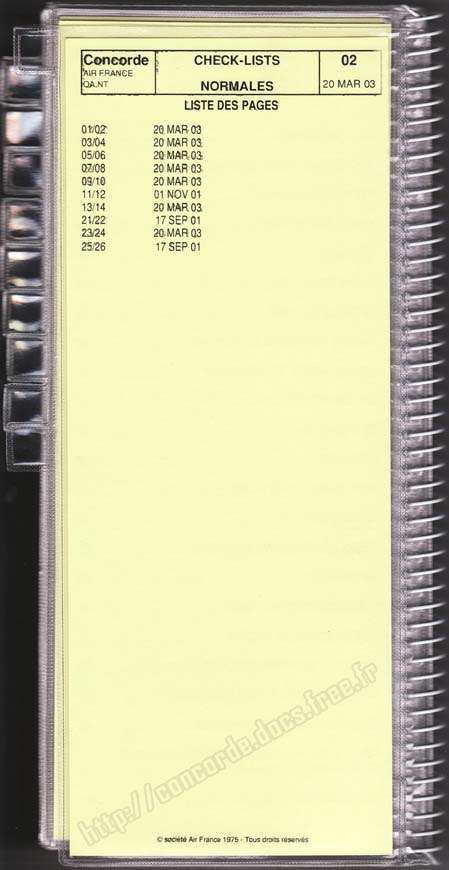 Concorde
AIR FRANCE
OA.NT
CHECK-LISTS
NORMALES
02
20 MAR 03
LISTE DES PAGES
01/02 20 MAR 03
03/04 20 MAR 03
05/06 20 MAR 03
07/08 20 MAR 03
09/10 20 MAR 03
11/12 01 NOV 01
13/14 20 MAR 03
21/22 17 SEP 01
23/24 20 MAR 03
25/26 17 SEP 01
http://concorde.docs.free.fr
© société Air France 1975 - Tous droits réservés